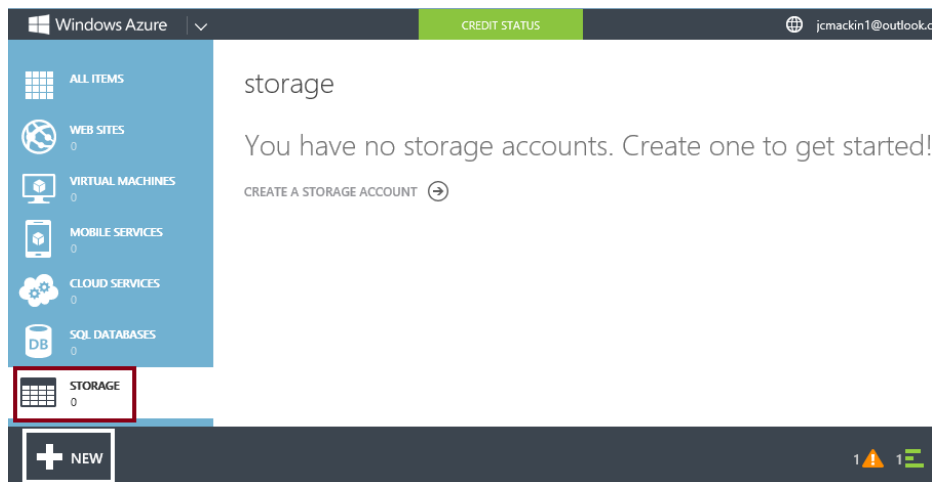 Windows Azure
CREDIT STATUS
jcmackin1@outlook.c
ALL ITEMS
WEB SITES
0
VIRTUAL MACHINES
0
MOBILE SERVICES
0
CLOUD SERVICES
0
DB
SQL DATABASES
0
STORAGE
0
storage
You have no storage accounts. Create one to get started!
CREATE A STORAGE ACCOUNT
NEW
1
1